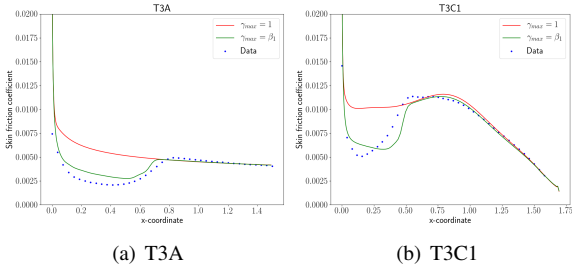 T3A
0.0200
0.0175
0.0150
0.0125
0.0100
0.0075
0.0050
0.0025
0.0000
Skin friction coefficient
0.0 0.2 0.4 0.6 0.8 1.0 1.2 1.4
x-coordinate
γmax = 1
γmax = β1
Data
T3C1
0.0200
0.0175
0.0150
0.0125
0.0100
0.0075
0.0050
0.0025
0.0000
Skin friction coefficient
0.00 0.25 0.50 0.75 1.00 1.25 1.50 1.75
x-coordinate
γmax = 1
γmax = β1
Data
(a) T3A
(b) T3C1